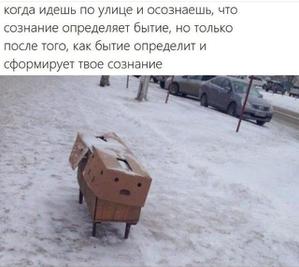 когда идешь по улице и осознаешь, что
сознание определяет бытие, но только
после того, как бытие определит и
сформирует твое сознание